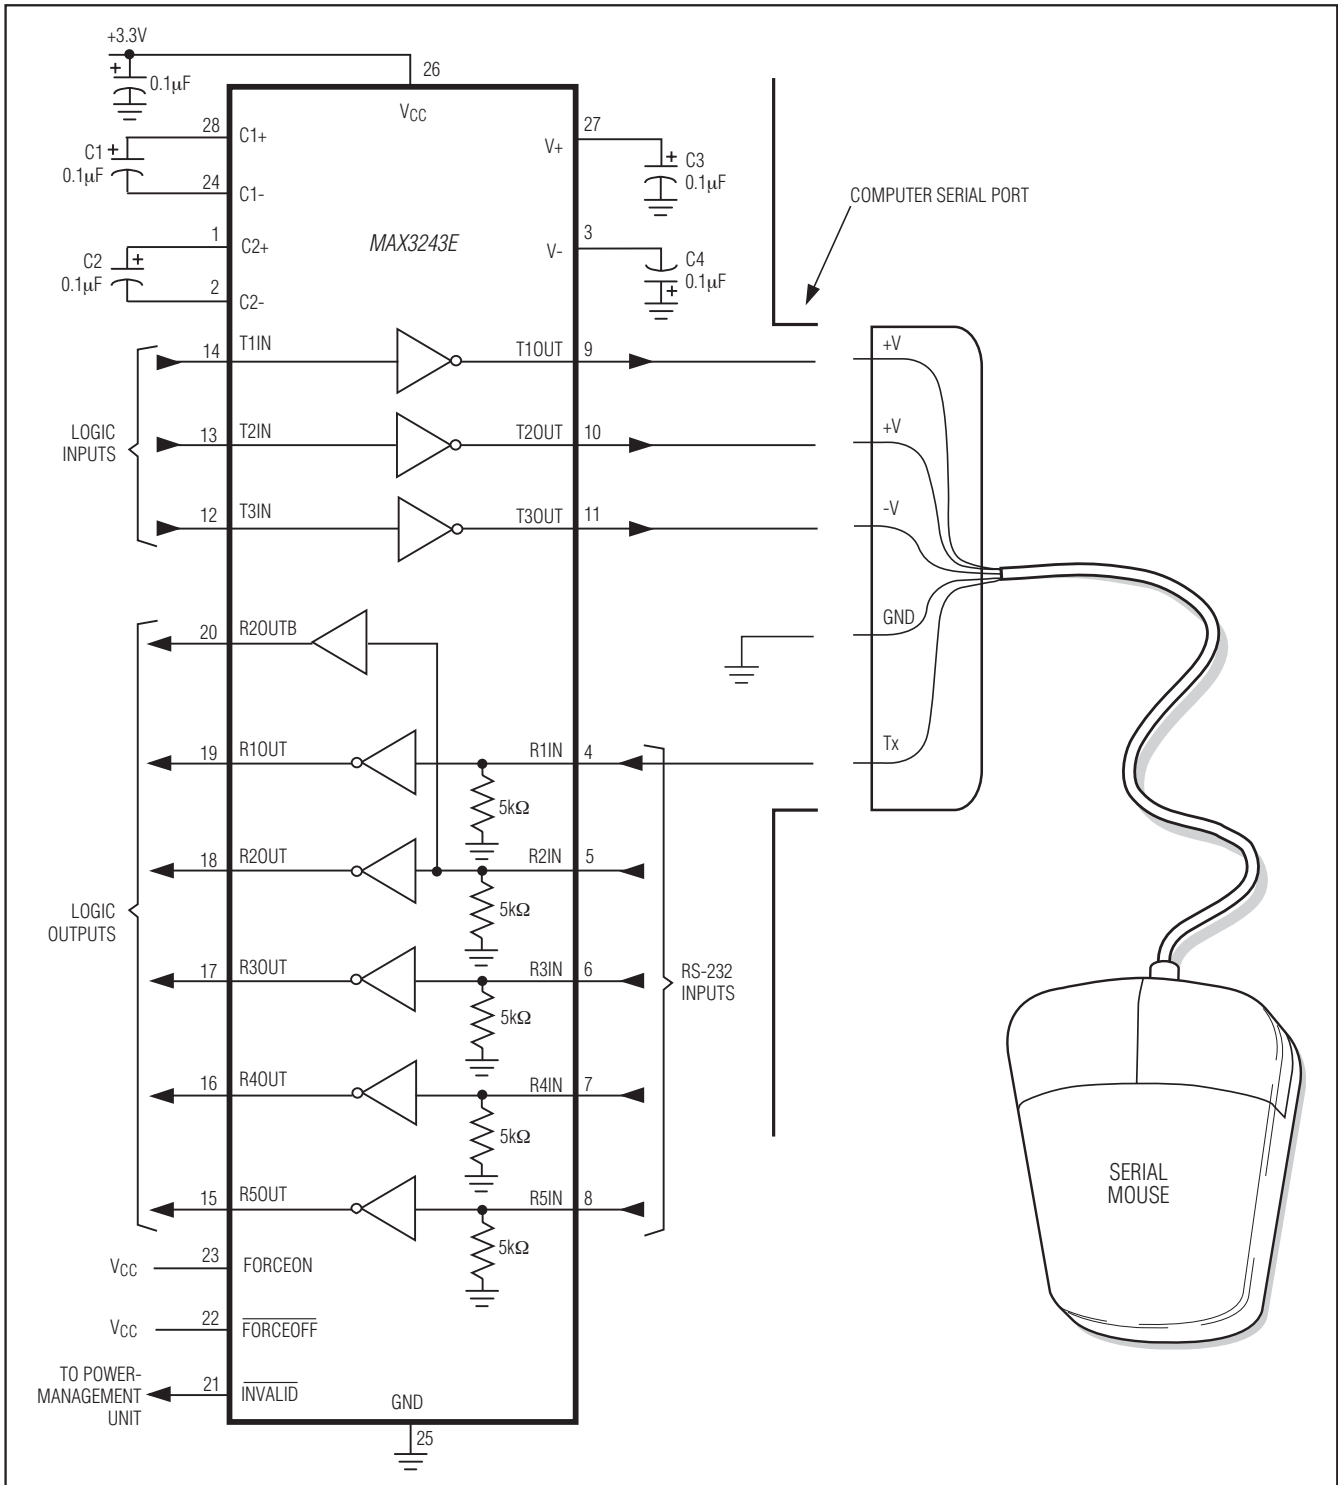 +3.3V
0.1µF
26
VCC
28
C1+
C1
0.1µF
24
C1-
1
C2+
C2
0.1µF
2
C2-
MAX3243E
27
V+
C3
0.1µF
3
V-
C4
0.1µF
COMPUTER SERIAL PORT
LOGIC
INPUTS
14
T1IN
T1OUT
9
13
T2IN
T2OUT
10
12
T3IN
T3OUT
11
+V
+V
-V
GND
Tx
LOGIC
OUTPUTS
20
R2OUTB
19
R1OUT
R1IN
4
5kΩ
18
R2OUT
R2IN
5
5kΩ
17
R3OUT
R3IN
6
5kΩ
16
R4OUT
R4IN
7
5kΩ
15
R5OUT
R5IN
8
5kΩ
RS-232
INPUTS
VCC
23
FORCEON
VCC
22
FORCEOFF
TO POWER-
MANAGEMENT
UNIT
21
INVALID
GND
25
SERIAL
MOUSE